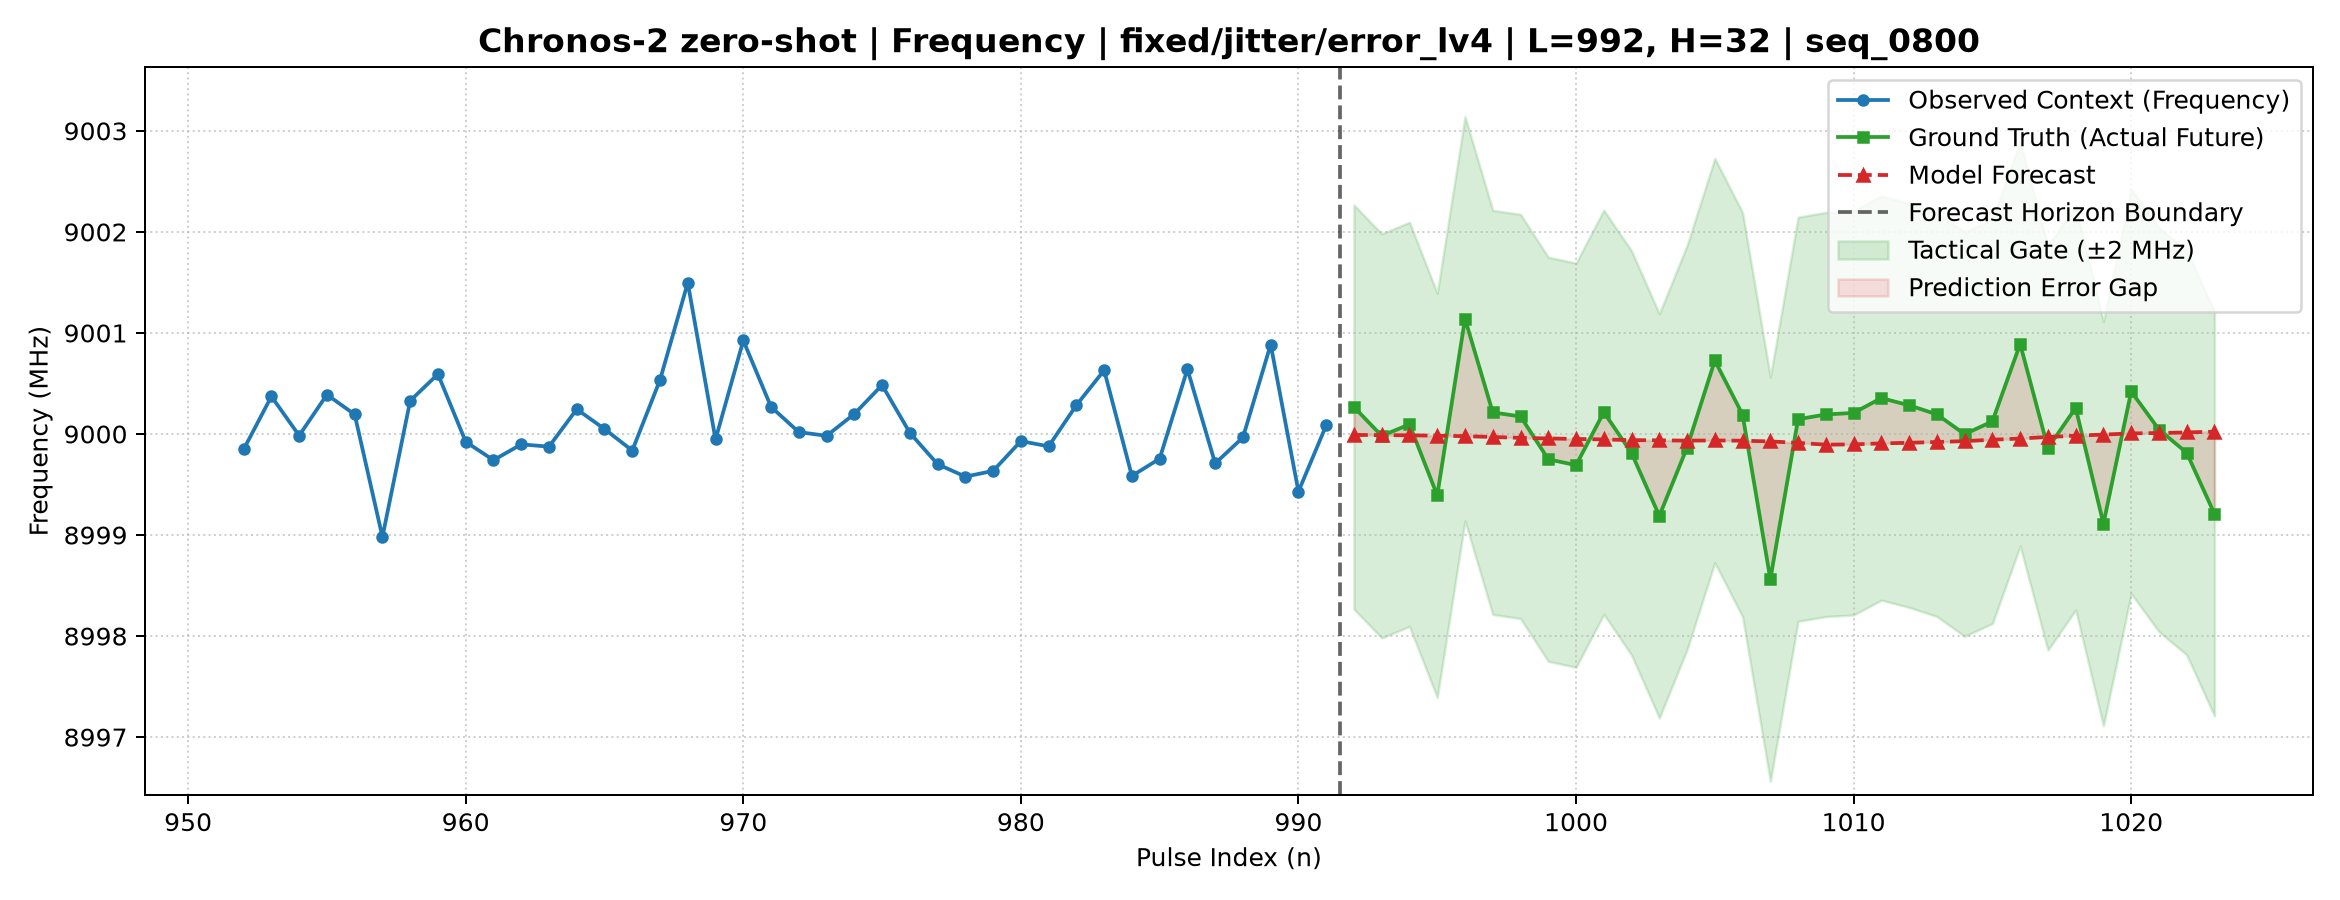 Chronos-2 zero-shot | Frequency | fixed/jitter/error_lv4 | L=992, H=32 | seq_0800
Frequency (MHz)
9003
9002
9001
9000
8999
8998
8997
Observed Context (Frequency)
Ground Truth (Actual Future)
Model Forecast
Forecast Horizon Boundary
Tactical Gate (±2 MHz)
Prediction Error Gap
950 960 970 980 990 1000 1010 1020
Pulse Index (n)